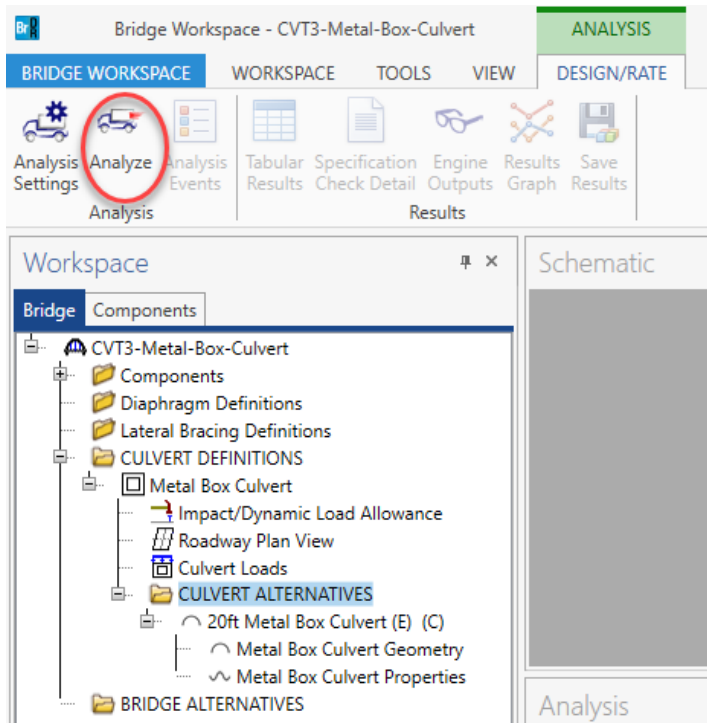 Br R Bridge Workspace - CVT3-Metal-Box-Culvert ANALYSIS
BRIDGE WORKSPACE WORKSPACE TOOLS VIEW DESIGN/RATE
Analysis Settings Analyze Analysis Events Tabular Results Specification Check Detail Engine Outputs Results Graph Save Results
Analysis Results
Workspace Schematic
Bridge Components
CVT3-Metal-Box-Culvert
Components
Diaphragm Definitions
Lateral Bracing Definitions
CULVERT DEFINITIONS
Metal Box Culvert
Impact/Dynamic Load Allowance
Roadway Plan View
Culvert Loads
CULVERT ALTERNATIVES
20ft Metal Box Culvert (E) (C)
Metal Box Culvert Geometry
Metal Box Culvert Properties
BRIDGE ALTERNATIVES
Analysis